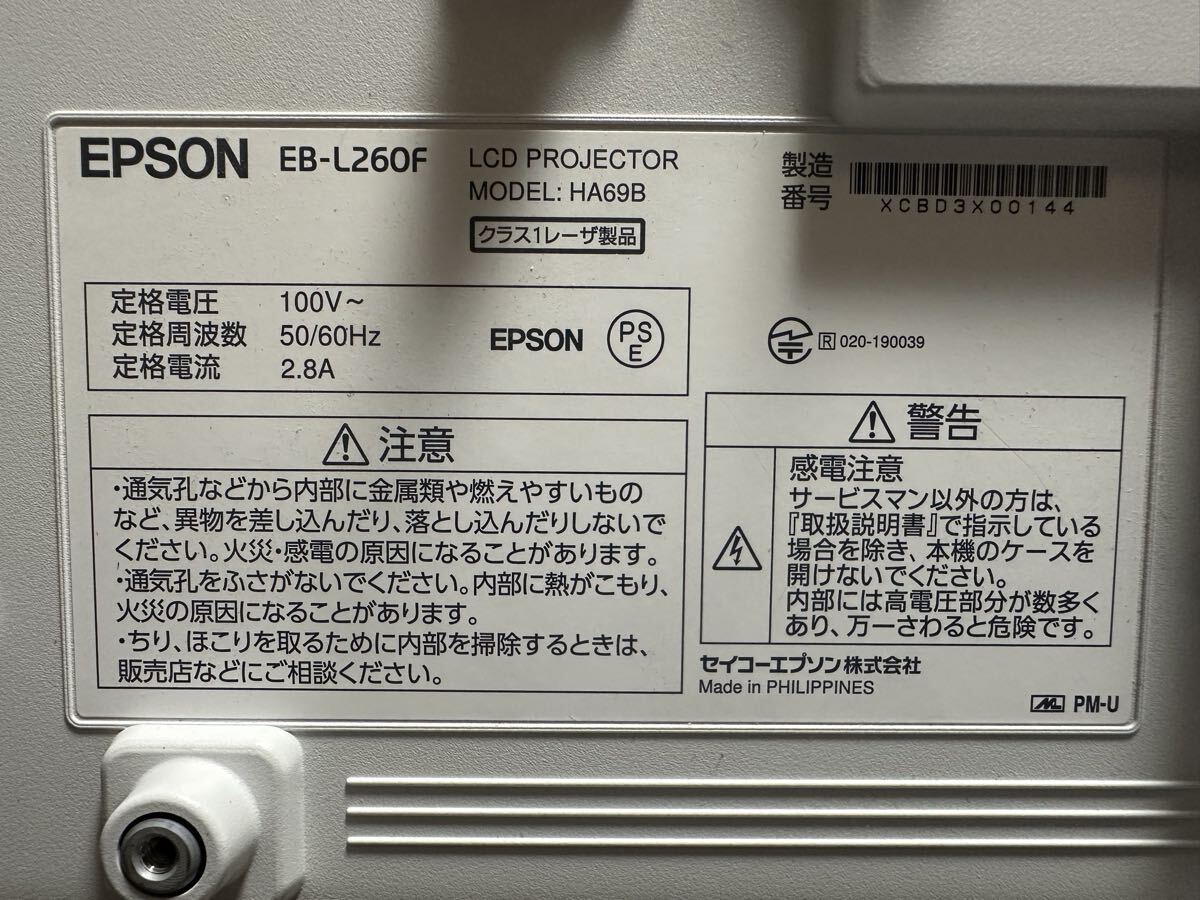 EPSON EB-L260F LCD PROJECTOR
MODEL: HA69B
クラス1レーザ製品
製造
番号
XCBD3X00144
定格電圧 100V～
定格周波数 50/60Hz
定格電流 2.8A
EPSON PSE
R 020-190039
注意
・通気孔などから内部に金属類や燃えやすいもの
など、異物を差し込んだり、落とし込んだりしないで
ください。火災・感電の原因になることがあります。
・通気孔をふさがないでください。内部に熱がこもり、
火災の原因になることがあります。
・ちり、ほこりを取るために内部を掃除するときは、
販売店などにご相談ください。
警告
感電注意
サービスマン以外の方は、
『取扱説明書』で指示している
場合を除き、本機のケースを
開けないでください。
内部には高電圧部分が数多く
あり、万一さわると危険です。
セイコーエプソン株式会社
Made in PHILIPPINES
ML PM-U